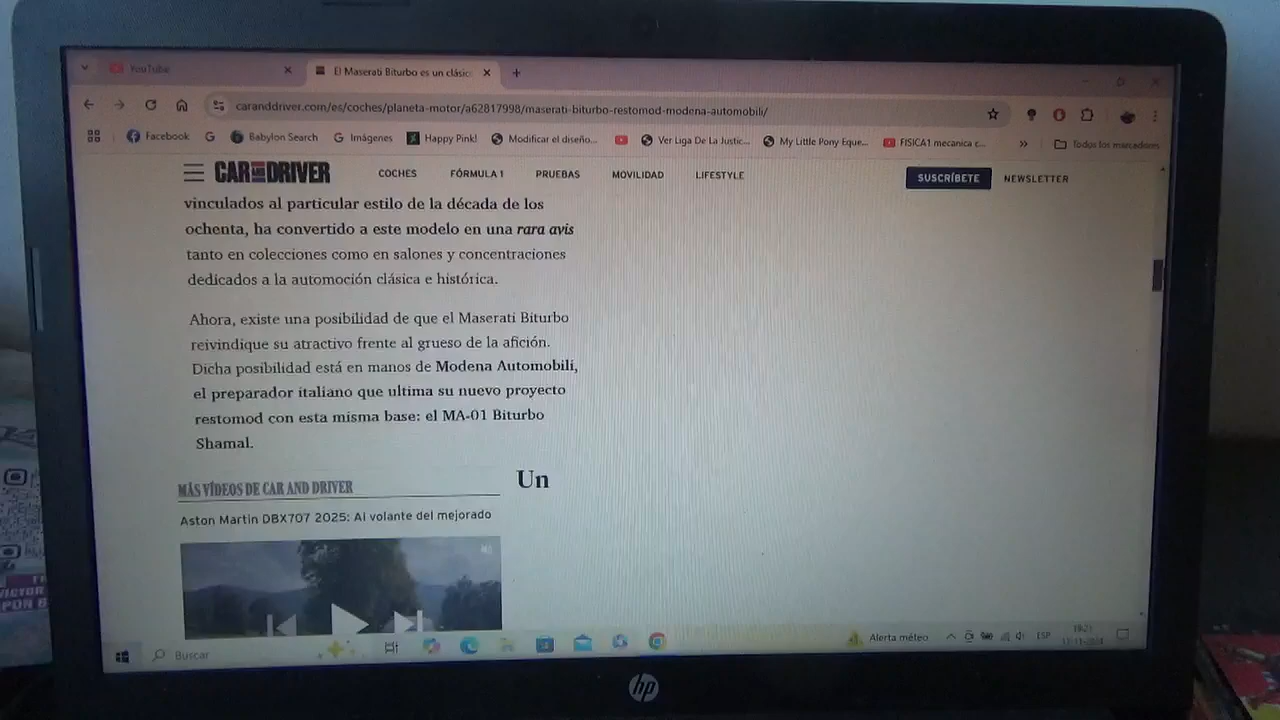 YouTube
El Maserati Biturbo es un clásic
caranddriver.com/es/coches/planeta-motor/a62817998/maserati-biturbo-restomod-modena-automobili/
Facebook
Babylon Search
Imágenes
Happy Pink!
Modificar el diseño...
Ver Liga De La Justic...
My Little Pony Eque...
FISICA1 mecanica c...
Todos los marcadores
CAR AND DRIVER
COCHES
FÓRMULA 1
PRUEBAS
MOVILIDAD
LIFESTYLE
SUSCRÍBETE
NEWSLETTER
vinculados al particular estilo de la década de los
ochenta, ha convertido a este modelo en una rara avis
tanto en colecciones como en salones y concentraciones
dedicados a la automoción clásica e histórica.
Ahora, existe una posibilidad de que el Maserati Biturbo
reivindique su atractivo frente al grueso de la afición.
Dicha posibilidad está en manos de Modena Automobili,
el preparador italiano que ultima su nuevo proyecto
restomod con esta misma base: el MA-01 Biturbo
Shamal.
Un
MÁS VÍDEOS DE CAR AND DRIVER
Aston Martin DBX707 2025: Al volante del mejorado
Buscar
Alerta méteo
ESP
hp